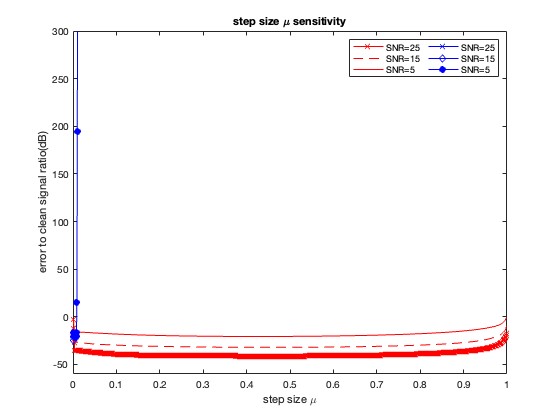 step size μ sensitivity
300
250
200
150
100
50
0
-50
error to clean signal ratio(dB)
SNR=25
SNR=15
SNR=5
SNR=25
SNR=15
SNR=5
0 0.1 0.2 0.3 0.4 0.5 0.6 0.7 0.8 0.9 1
step size μ